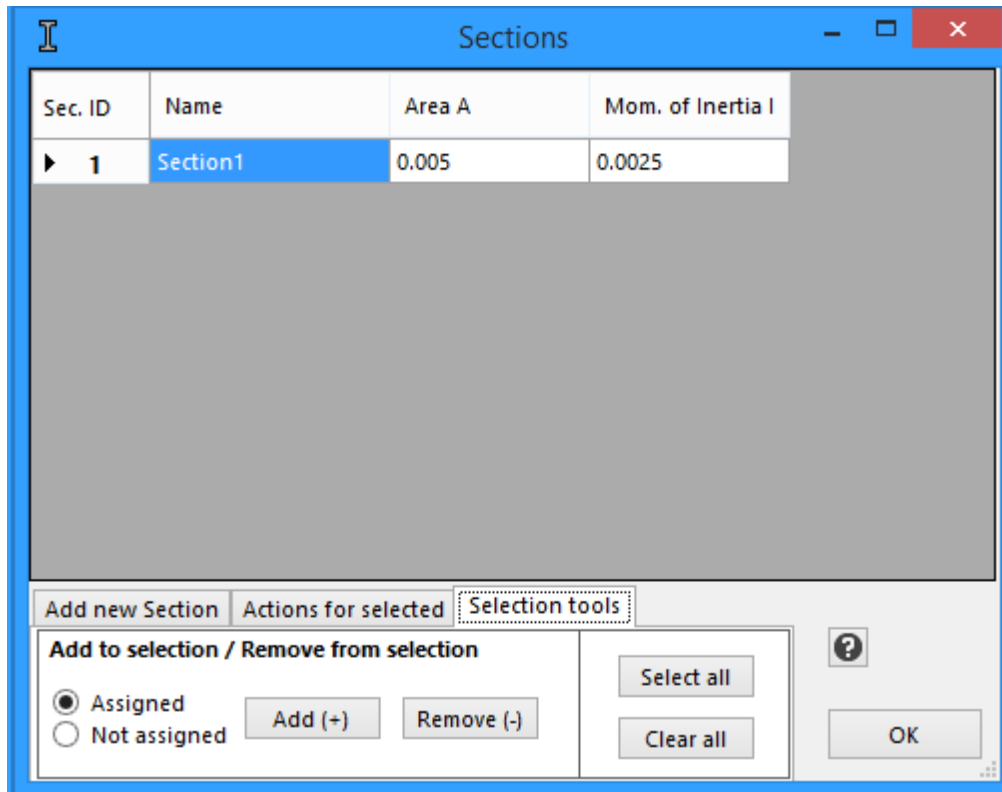 Sections
Sec. ID Name Area A Mom. of Inertia I
1 Section1 0.005 0.0025
Add new Section Actions for selected Selection tools
Add to selection / Remove from selection
Assigned
Not assigned
Add (+) Remove (-)
Select all
Clear all
?
OK